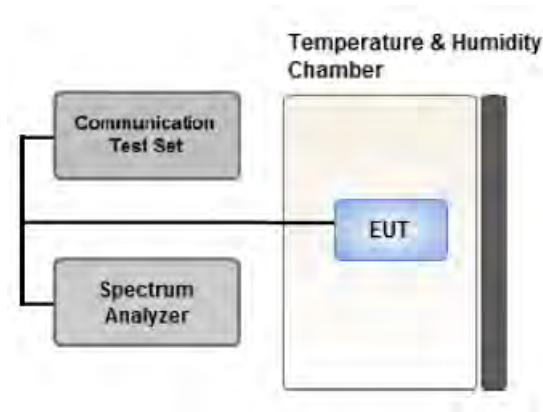 Temperature & Humidity
Chamber
Communication
Test Set
EUT
Spectrum
Analyzer